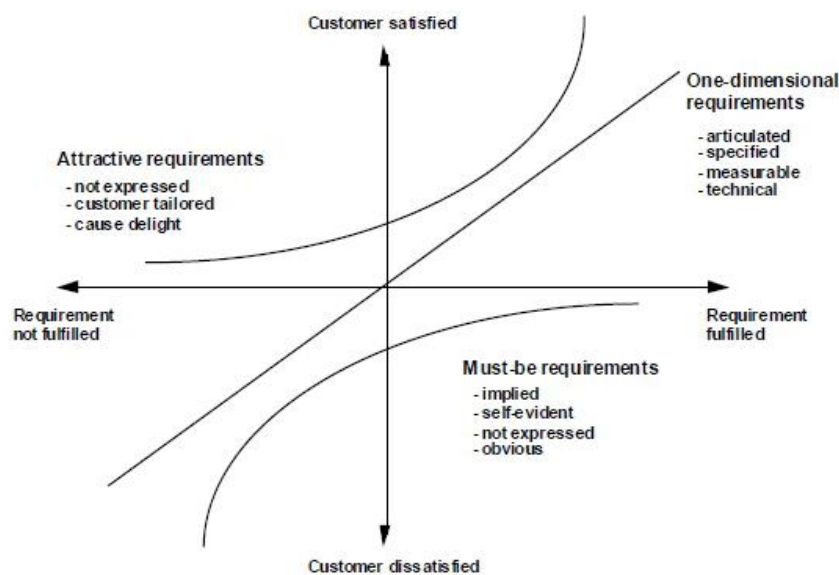 Customer satisfied
One-dimensional
requirements
- articulated
- specified
- measurable
- technical
Attractive requirements
- not expressed
- customer tailored
- cause delight
Requirement
not fulfilled
Requirement
fulfilled
Must-be requirements
- implied
- self-evident
- not expressed
- obvious
Customer dissatisfied